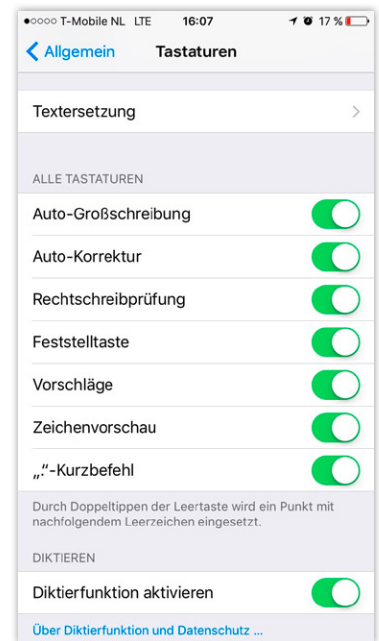 ●○○○○ T-Mobile NL LTE 16:07 17 %
Allgemein Tastaturen
Textersetzung
ALLE TASTATUREN
Auto-Großschreibung
Auto-Korrektur
Rechtschreibprüfung
Feststelltaste
Vorschläge
Zeichenvorschau
„.“-Kurzbefehl
Durch Doppeltippen der Leertaste wird ein Punkt mit
nachfolgendem Leerzeichen eingesetzt.
DIKTIEREN
Diktierfunktion aktivieren
Über Diktierfunktion und Datenschutz ...